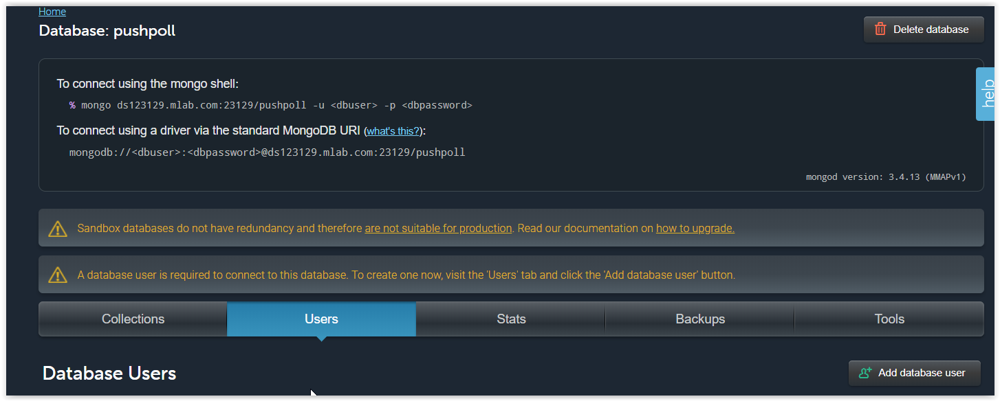 Home
Database: pushpoll
Delete database
help
To connect using the mongo shell:
% mongo ds123129.mlab.com:23129/pushpoll -u <dbuser> -p <dbpassword>
To connect using a driver via the standard MongoDB URI (what's this?):
mongodb://<dbuser>:<dbpassword>@ds123129.mlab.com:23129/pushpoll
mongod version: 3.4.13 (MMAPv1)
Sandbox databases do not have redundancy and therefore are not suitable for production. Read our documentation on how to upgrade.
A database user is required to connect to this database. To create one now, visit the 'Users' tab and click the 'Add database user' button.
Collections
Users
Stats
Backups
Tools
Database Users
Add database user